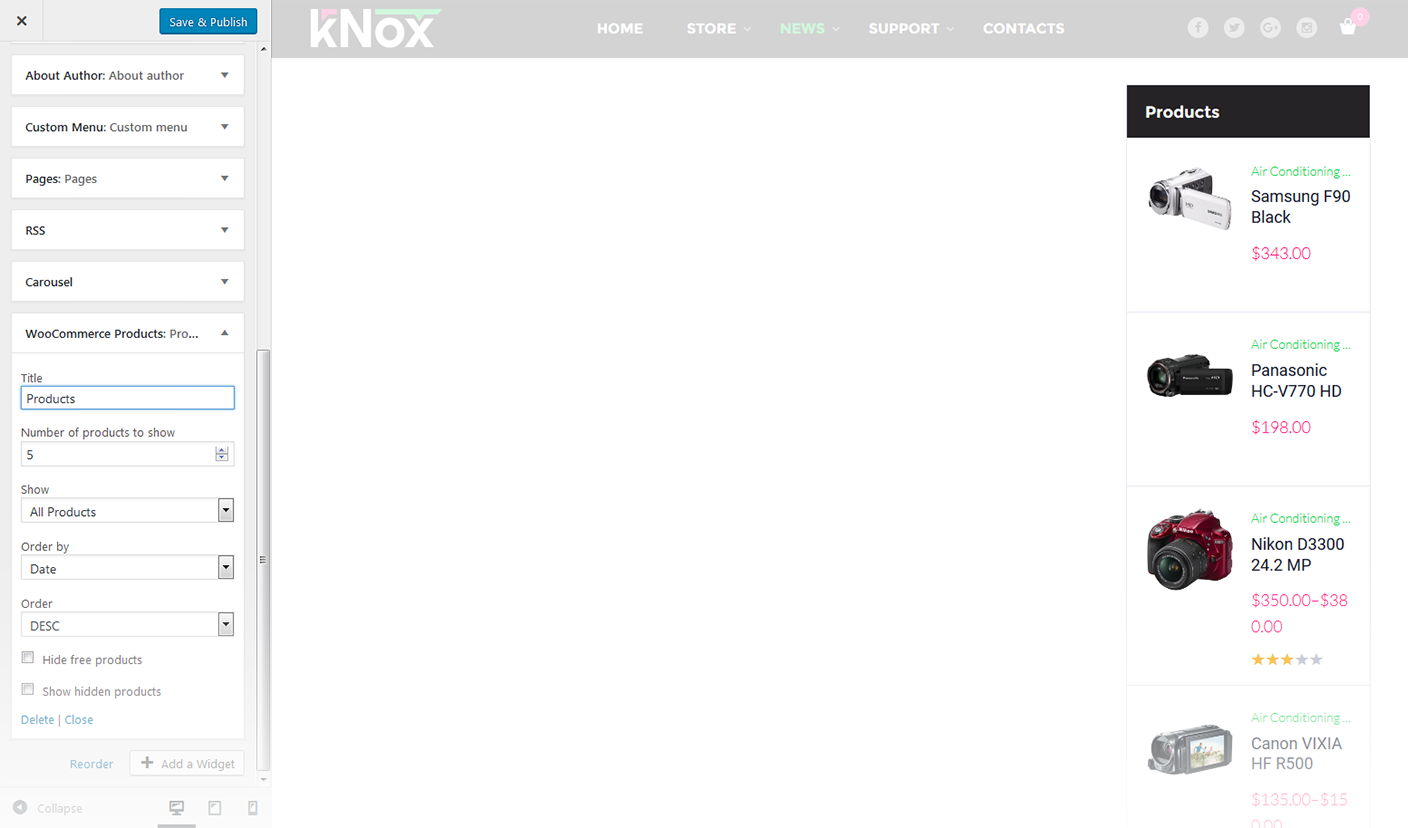 Save & Publish
About Author: About author
Custom Menu: Custom menu
Pages: Pages
RSS
Carousel
WooCommerce Products: Pro...
Title
Products
Number of products to show
5
Show
All Products
Order by
Date
Order
DESC
Hide free products
Show hidden products
Delete | Close
Reorder
Add a Widget
Collapse
kNox
HOME
STORE
NEWS
SUPPORT
CONTACTS
0
Products
Air Conditioning ...
Samsung F90
Black
$343.00
Air Conditioning ...
Panasonic
HC-V770 HD
$198.00
Air Conditioning ...
Nikon D3300
24.2 MP
$350.00–$38
0.00
Air Conditioning ...
Canon VIXIA
HF R500
$135.00–$15
0.00